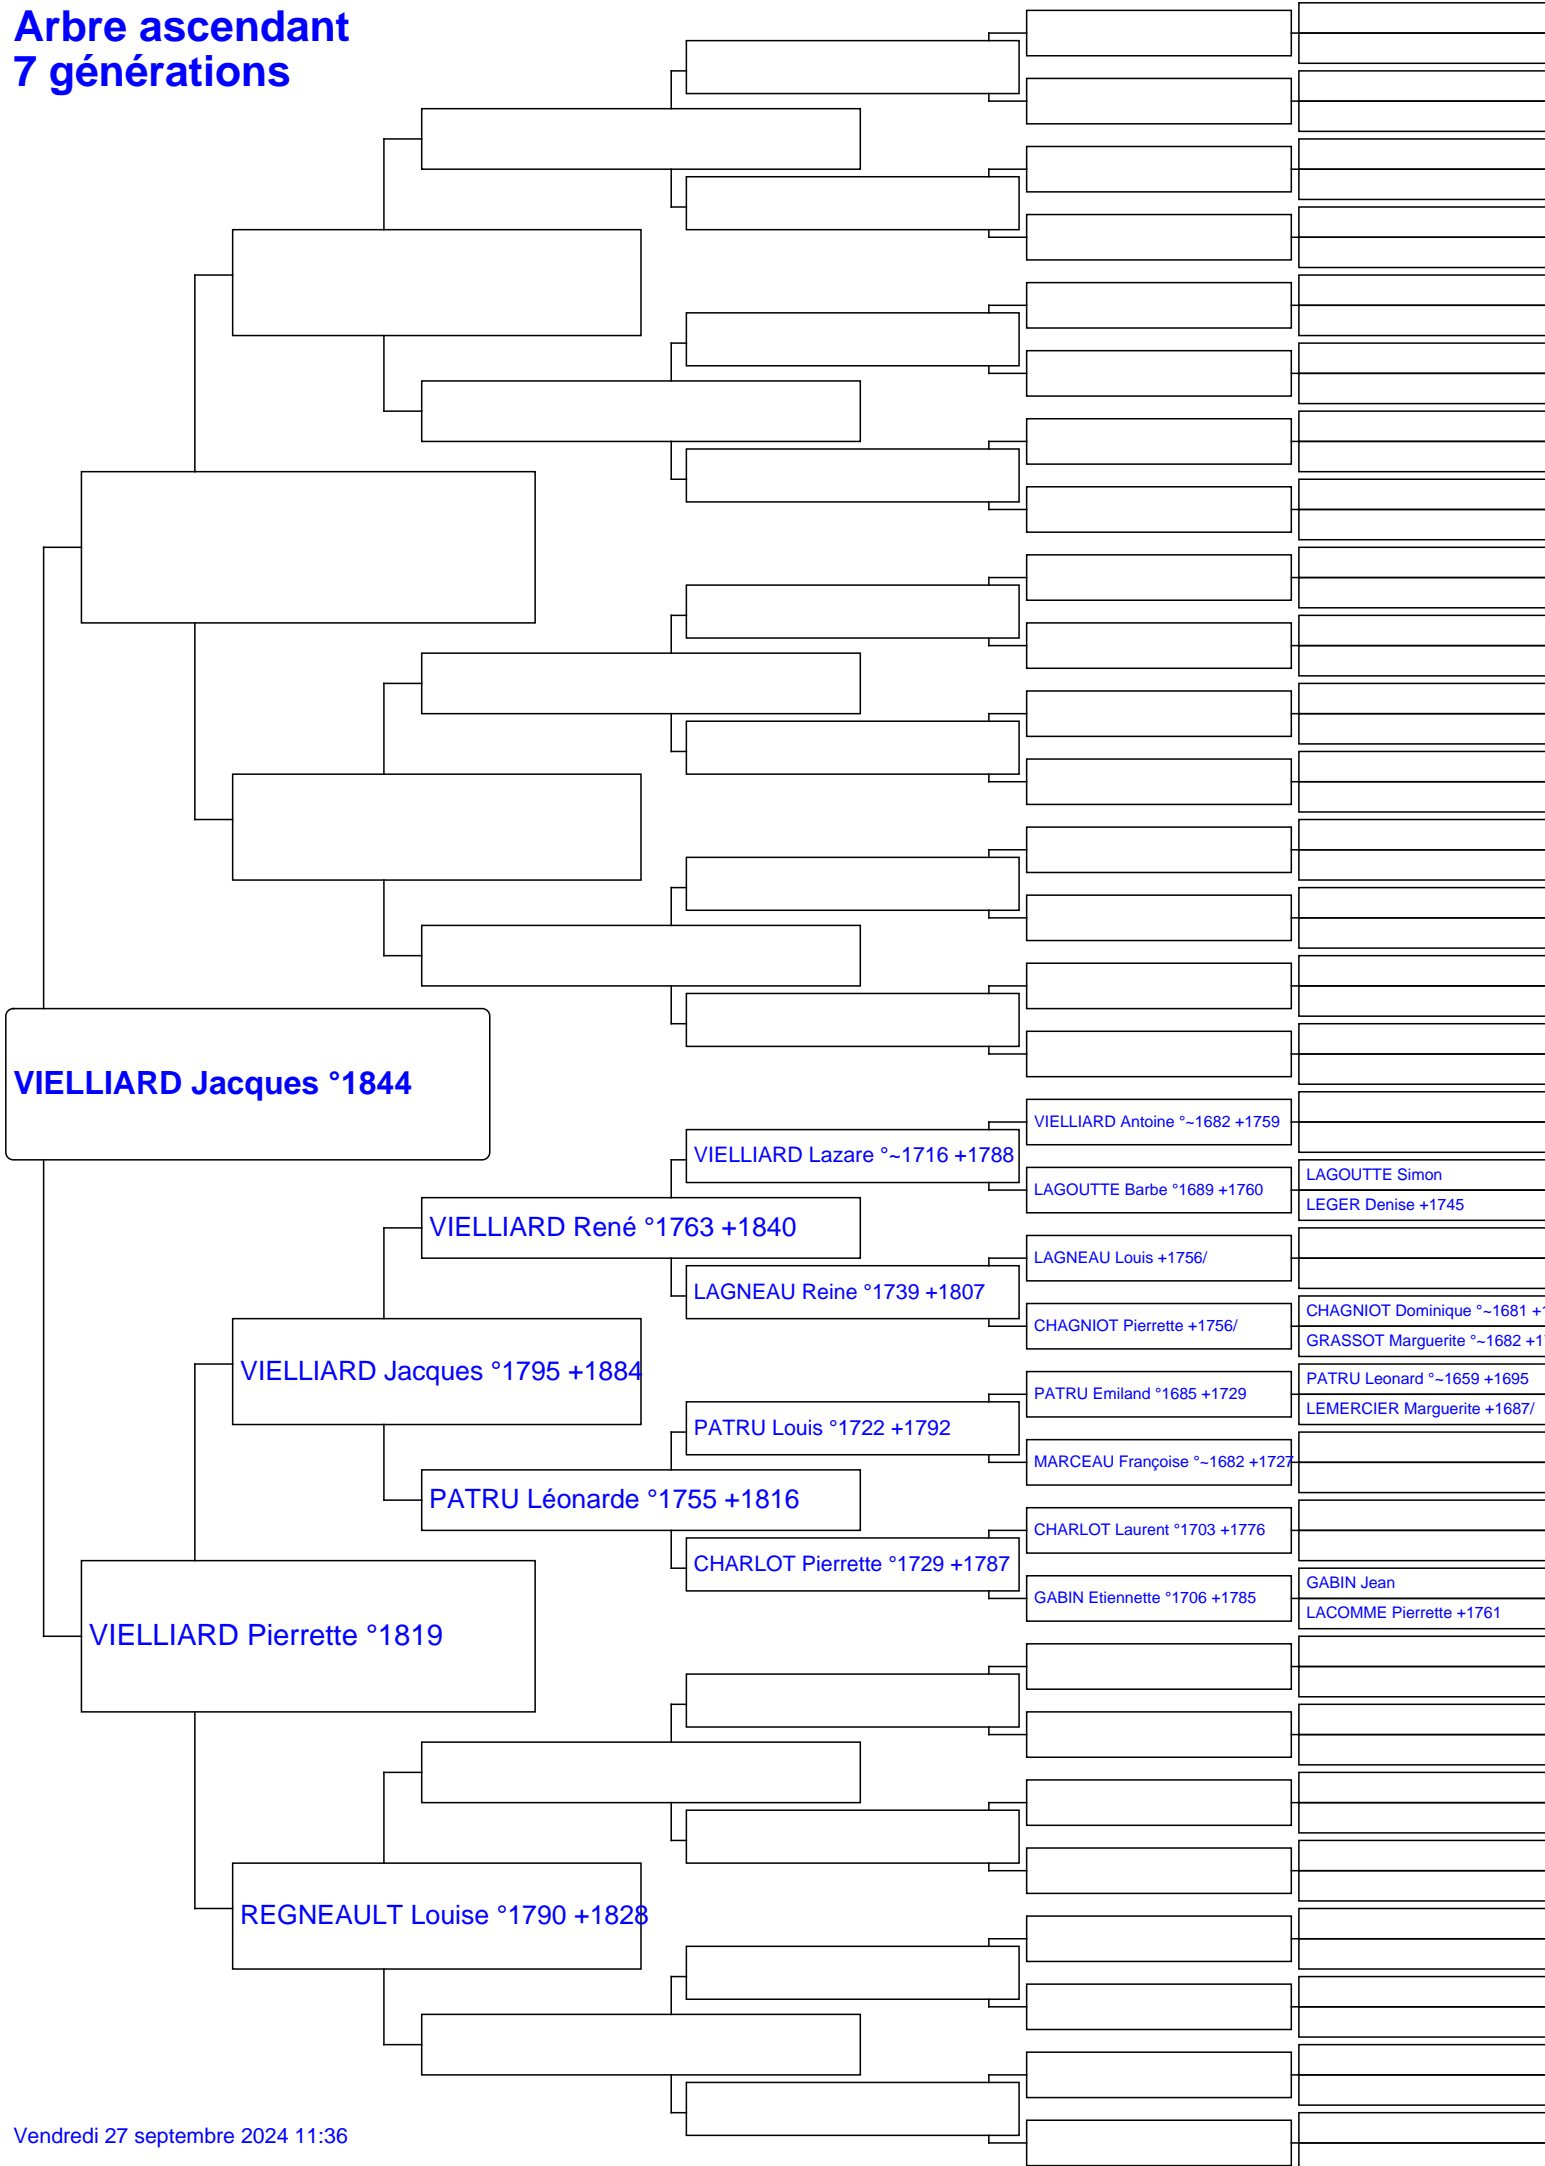 Arbre ascendant
7 générations
VIELLIARD Jacques °1844
VIELLIARD Antoine °~1682 +1759
VIELLIARD Lazare °~1716 +1788
LAGOUTTE Simon
LAGOUTTE Barbe °1689 +1760
LEGER Denise +1745
VIELLIARD René °1763 +1840
LAGNEAU Louis +1756/
LAGNEAU Reine °1739 +1807
CHAGNIOT Dominique °~1681 +
CHAGNIOT Pierrette +1756/
GRASSOT Marguerite °~1682 +
VIELLIARD Jacques °1795 +1884
PATRU Leonard °~1659 +1695
PATRU Emiland °1685 +1729
LEMERCIER Marguerite +1687/
PATRU Louis °1722 +1792
MARCEAU Françoise °~1682 +1727
PATRU Léonarde °1755 +1816
CHARLOT Laurent °1703 +1776
CHARLOT Pierrette °1729 +1787
GABIN Jean
GABIN Etiennette °1706 +1785
LACOMME Pierrette +1761
VIELLIARD Pierrette °1819
REGNEAULT Louise °1790 +1828
Vendredi 27 septembre 2024 11:36